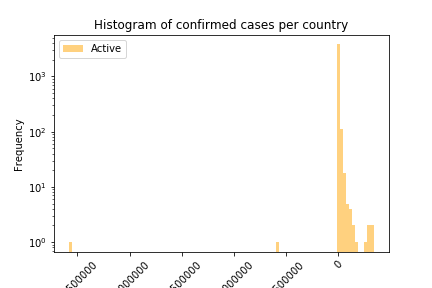 Histogram of confirmed cases per country
Active
Frequency
10³
10²
10¹
10⁰
0